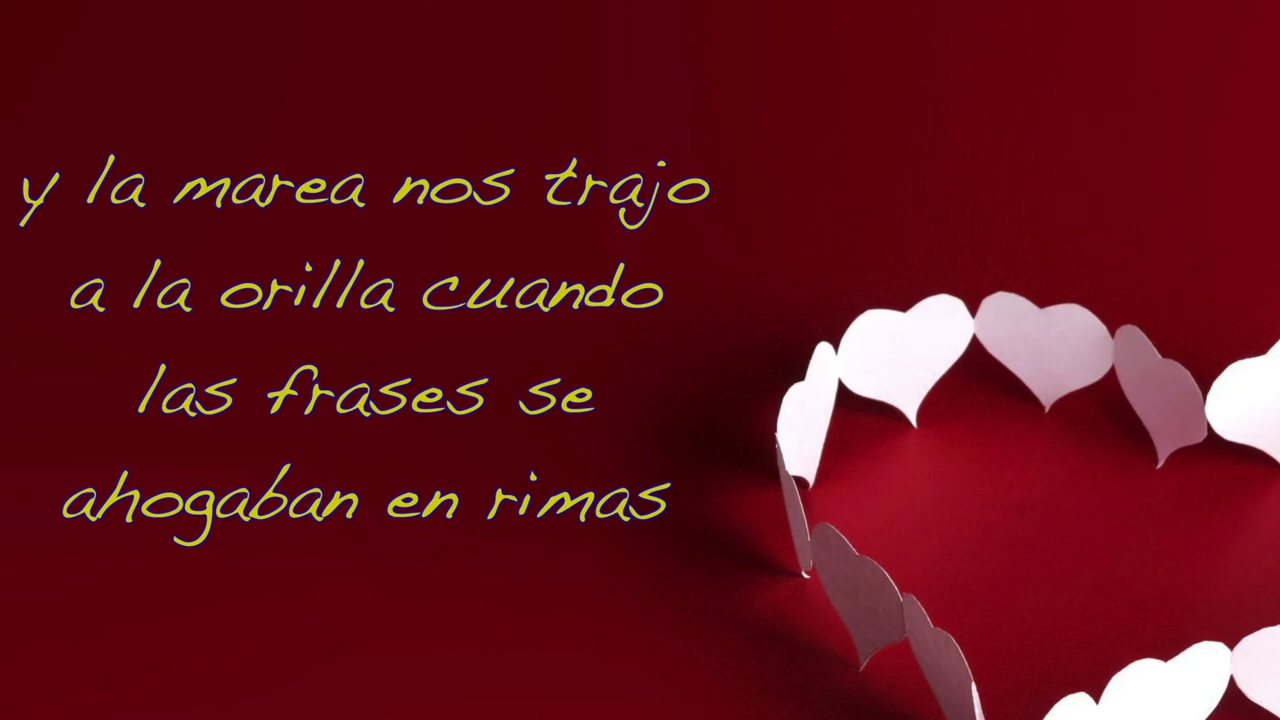 y la marea nos trajo
a la orilla cuando
las frases se
ahogaban en rimas